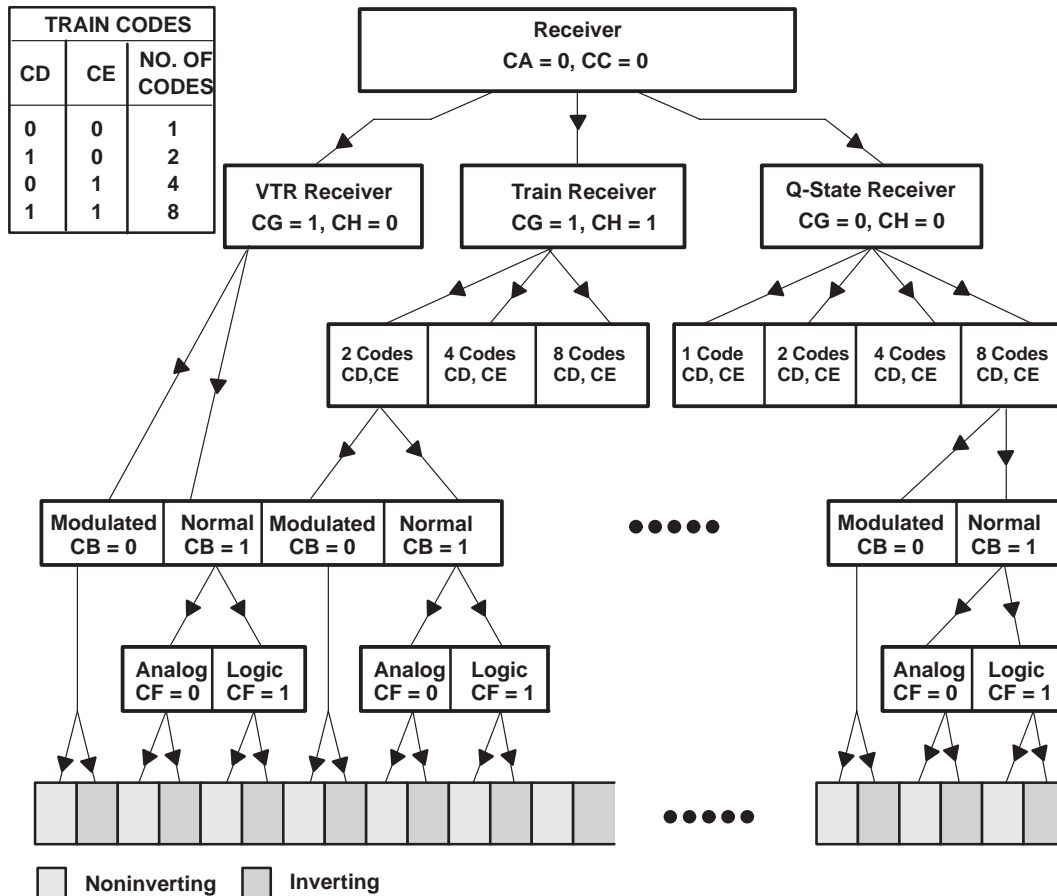 TRAIN CODES
CD CE NO. OF CODES
0 0 1
1 0 2
0 1 4
1 1 8
Receiver
CA = 0, CC = 0
VTR Receiver
CG = 1, CH = 0
Train Receiver
CG = 1, CH = 1
Q-State Receiver
CG = 0, CH = 0
2 Codes
CD,CE
4 Codes
CD, CE
8 Codes
CD, CE
1 Code
CD, CE
2 Codes
CD, CE
4 Codes
CD, CE
8 Codes
CD, CE
Modulated
CB = 0
Normal
CB = 1
Modulated
CB = 0
Normal
CB = 1
Modulated
CB = 0
Normal
CB = 1
Analog
CF = 0
Logic
CF = 1
Analog
CF = 0
Logic
CF = 1
Analog
CF = 0
Logic
CF = 1
Noninverting
Inverting